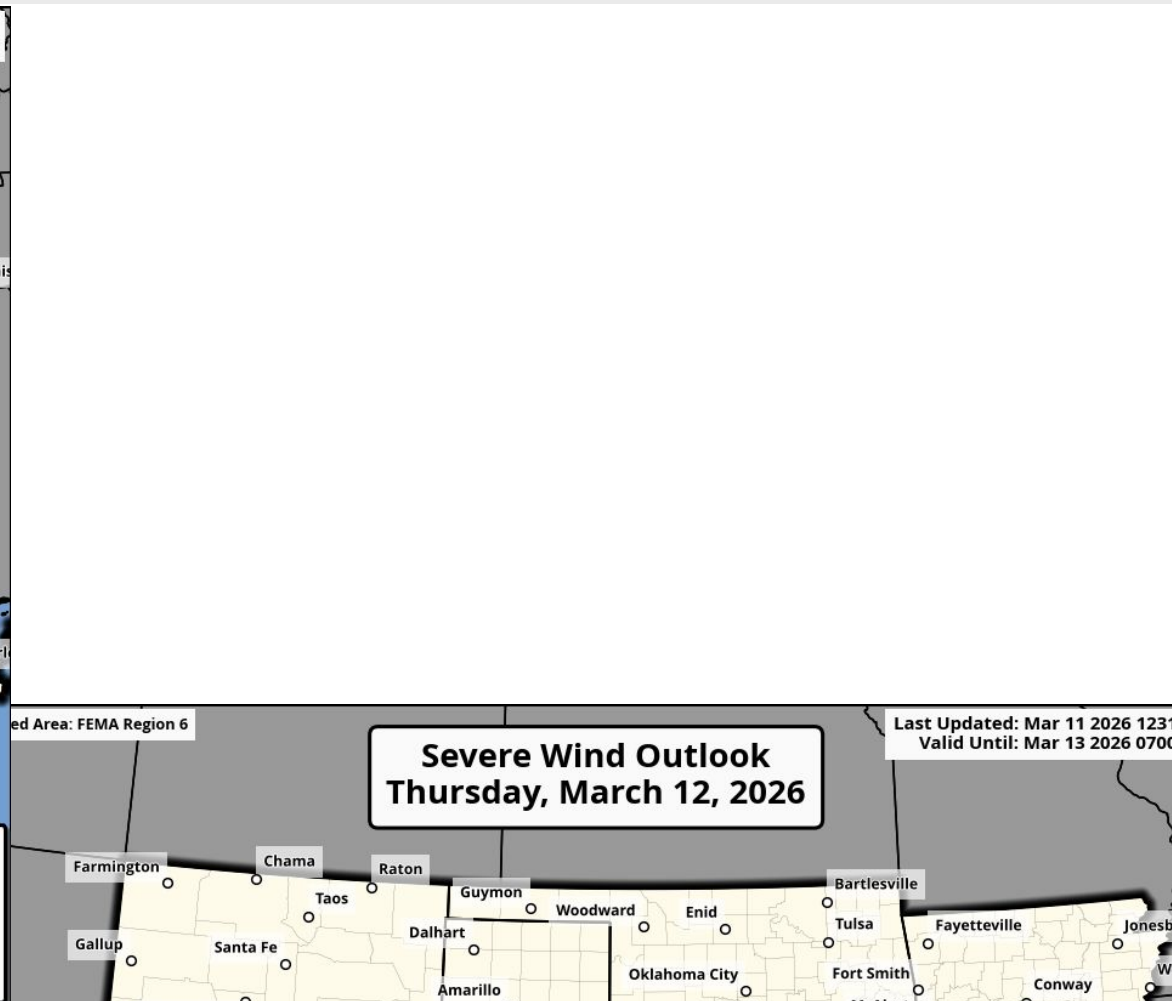 ed Area: FEMA Region 6
Severe Wind Outlook
Thursday, March 12, 2026
Last Updated: Mar 11 2026 1231
Valid Until: Mar 13 2026 0700
Farmington
Chama
Raton
Taos
Guymon
Woodward
Enid
Bartlesville
Tulsa
Fayetteville
Jonesb
Gallup
Santa Fe
Dalhart
Amarillo
Oklahoma City
Fort Smith
Conway
W